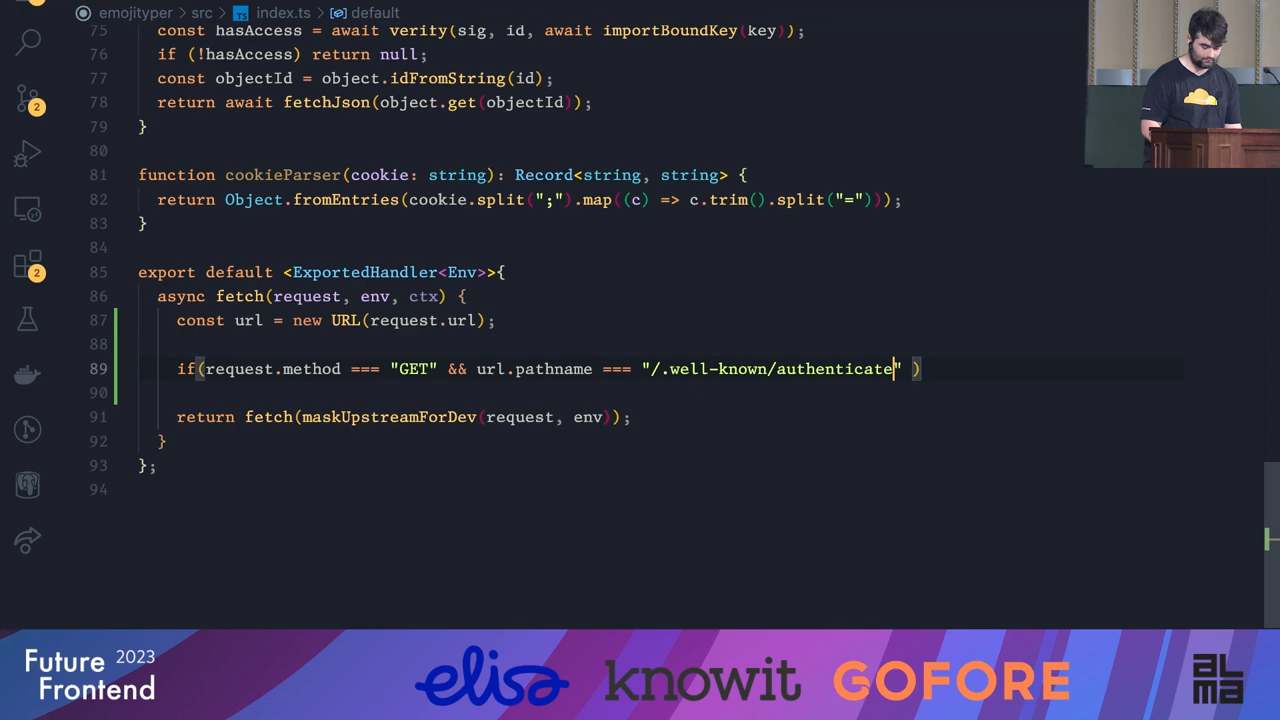 emojityper > src > TS index.ts > default
75 const hasAccess = await verify(sig, id, await importBoundKey(key));
76 if (!hasAccess) return null;
77 const objectId = object.idFromString(id);
78 return await fetchJson(object.get(objectId));
79 }
80
81 function cookieParser(cookie: string): Record<string, string> {
82 return Object.fromEntries(cookie.split(";").map((c) => c.trim().split("=")));
83 }
84
85 export default <ExportedHandler<Env>>{
86 async fetch(request, env, ctx) {
87 const url = new URL(request.url);
88
89 if(request.method === "GET" && url.pathname === "/.well-known/authenticate" )
90
91 return fetch(maskUpstreamForDev(request, env));
92 }
93 };
94
2
2
Future 2023
Frontend
elisa
knowit
GOFORE
ALMA